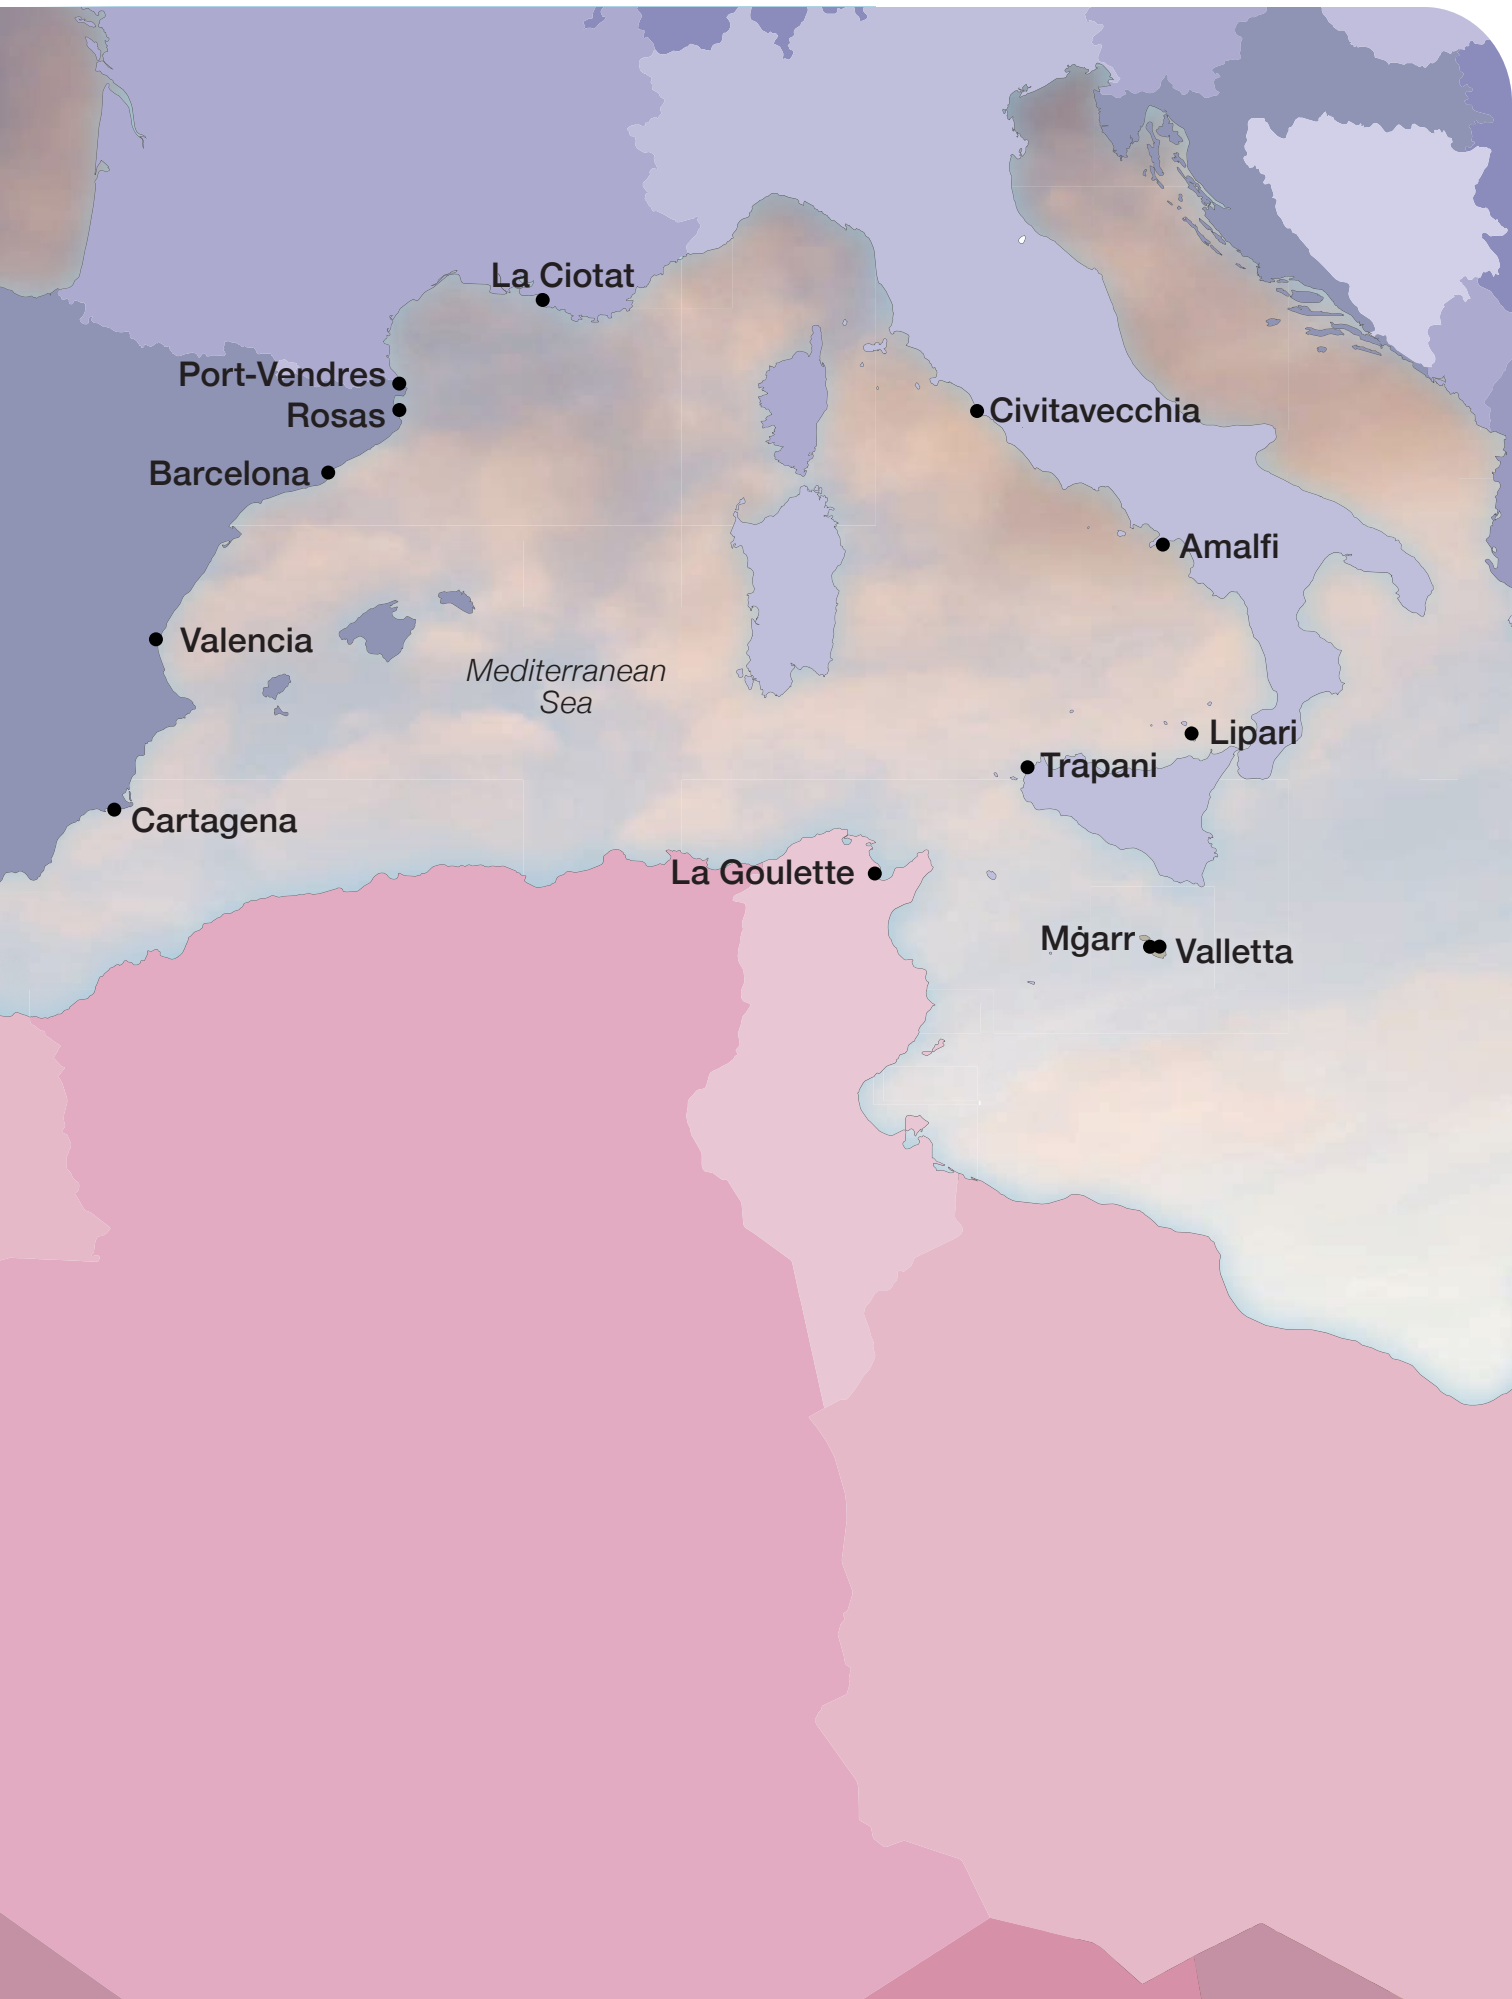 La Ciotat
Port-Vendres
Rosas
Civitavecchia
Barcelona
Amalfi
Valencia
Mediterranean
Sea
Lipari
Trapani
Cartagena
La Goulette
Mġarr
Valletta